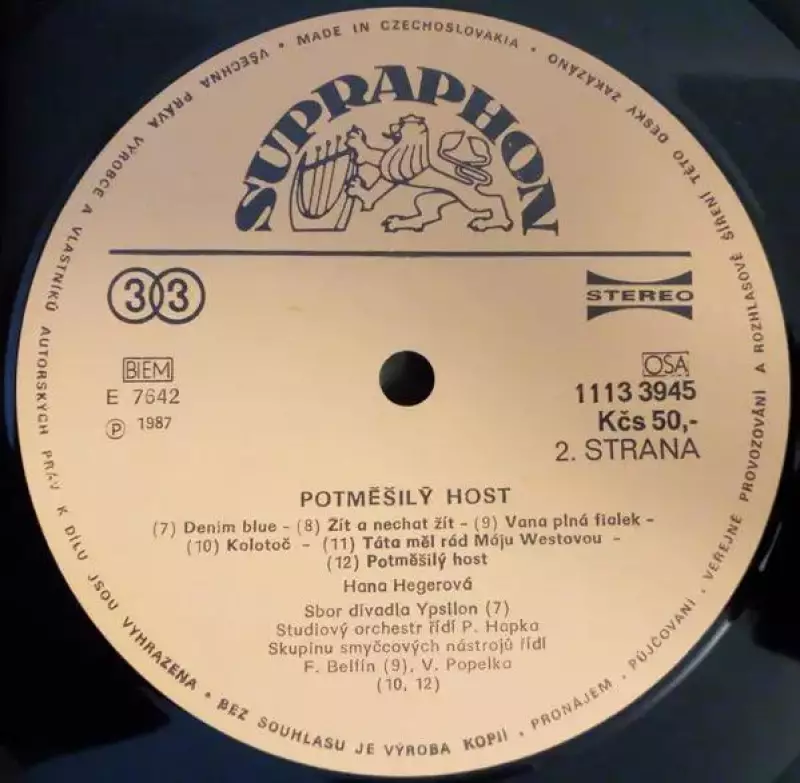 MADE IN CZECHOSLOVAKIA • BEZ SOUHLASU JE VÝROBA KOPIÍ • PRONÁJEM • PŮJČOVÁNÍ • VEŘEJNÉ PROVOZOVÁNÍ A ROZHLASOVÉ ŠÍŘENÍ TÉTO DESKY ZAKÁZÁNO •
VŠECHNA PRÁVA VÝROBCE A VLASTNÍKŮ AUTORSKÝCH PRÁV K DÍLU JSOU VYHRAZENA •
SUPRAPHON
33
STEREO
BIEM
OSA
E 7642
1113 3945
℗ 1987
Kčs 50,-
2. STRANA
POTMĚŠILÝ HOST
(7) Denim blue - (8) Žít a nechat žít - (9) Vana plná fialek -
(10) Kolotoč - (11) Táta měl rád Máju Westovou -
(12) Potměšilý host
Hana Hegerová
Sbor divadla Ypsilon (7)
Studiový orchestr řídí P. Hapka
Skupinu smyčcových nástrojů řídí
F. Belfín (9), V. Popelka
(10, 12)